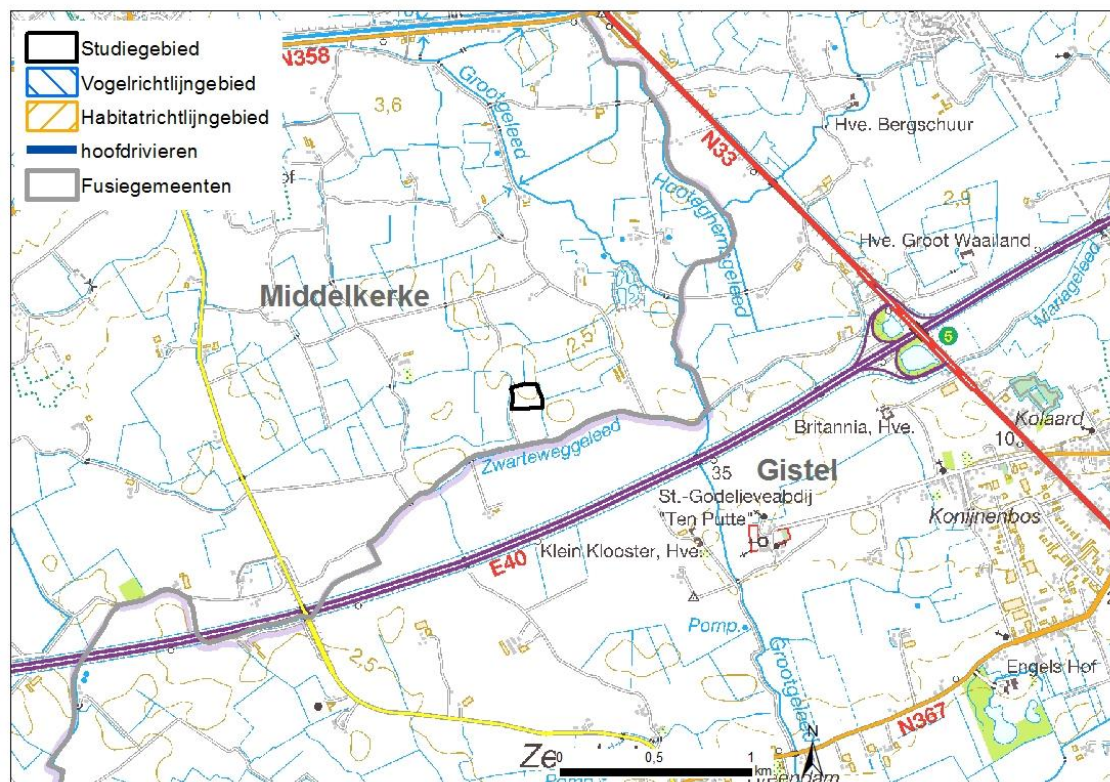 Studiegebied
Vogelrichtlijngebied
Habitatrichtlijngebied
hoofdrivieren
Fusiegemeenten
N358
3,6
Grootgeleed
Hve. Bergschuur
N33
2,9
Hve. Groot Waailand
Mariageleed
Middelkerke
2,5
5
Kolaard
10
Britannia, Hve.
Zwarteweggeleed
35
Gistel
St.-Godelieveabdij
"Ten Putte"
Konijnenbos
Klein Klooster, Hve.
E40
Pomp.
2,5
Grootgeleed
Engels Hof
N367
N
Ze
0 0,5 1
km